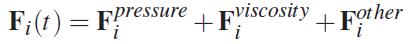 F_i(t) = F_i^{pressure} + F_i^{viscosity} + F_i^{other}